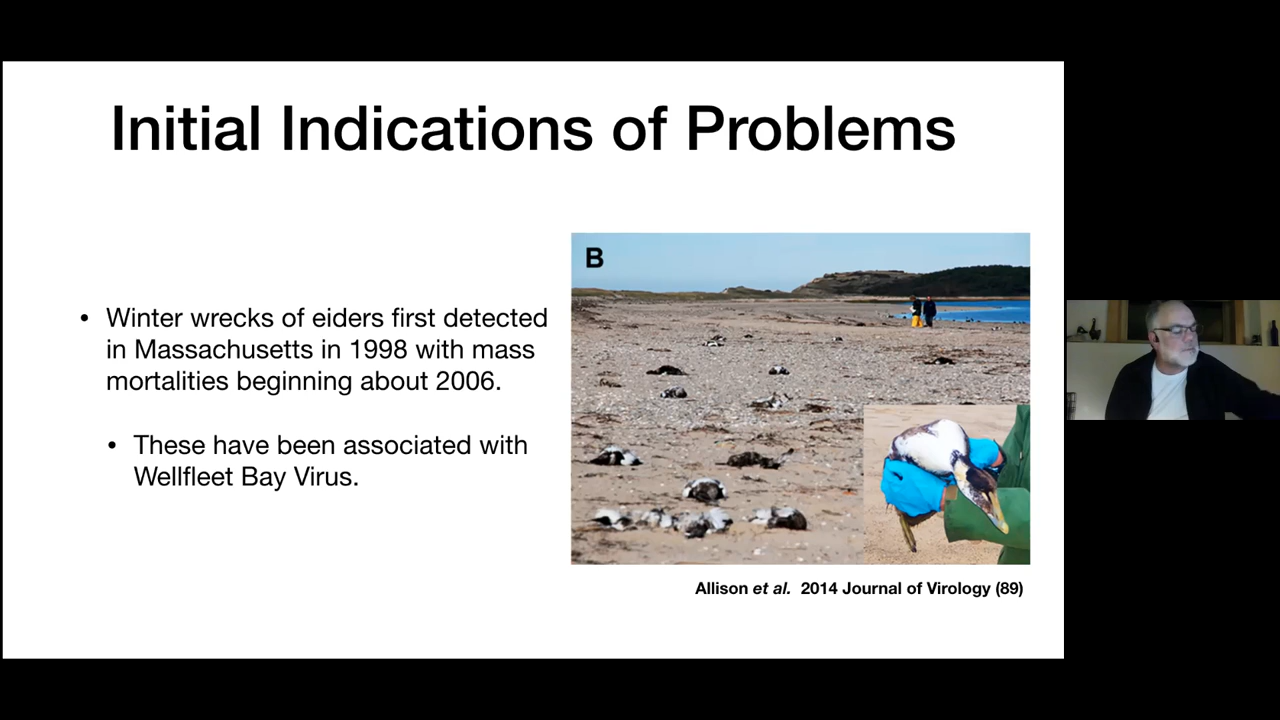 Initial Indications of Problems
B
• Winter wrecks of eiders first detected
in Massachusetts in 1998 with mass
mortalities beginning about 2006.
• These have been associated with
Wellfleet Bay Virus.
Allison et al. 2014 Journal of Virology (89)